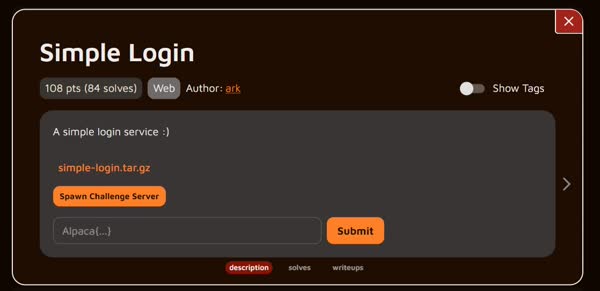 Simple Login
108 pts (84 solves) Web Author: ark Show Tags
A simple login service :)
simple-login.tar.gz
Spawn Challenge Server
Alpaca{...} Submit
description solves writeups